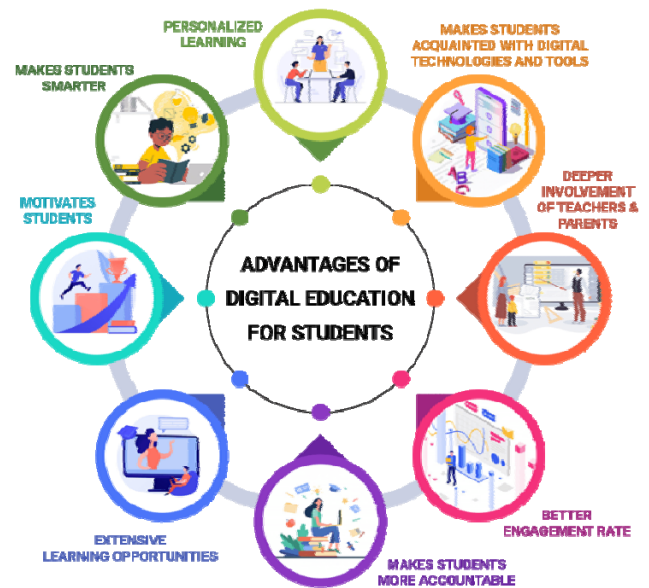 PERSONALIZED
LEARNING
MAKES STUDENTS
ACQUAINTED WITH DIGITAL
TECHNOLOGIES AND TOOLS
DEEPER
INVOLVEMENT
OF TEACHERS &
PARENTS
BETTER
ENGAGEMENT RATE
MAKES STUDENTS
MORE ACCOUNTABLE
EXTENSIVE
LEARNING OPPORTUNITIES
MOTIVATES
STUDENTS
MAKES STUDENTS
SMARTER
ADVANTAGES OF
DIGITAL EDUCATION
FOR STUDENTS
A
B
C